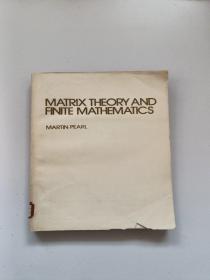 MATRIX THEORY AND
FINITE MATHEMATICS
MARTIN PEARL